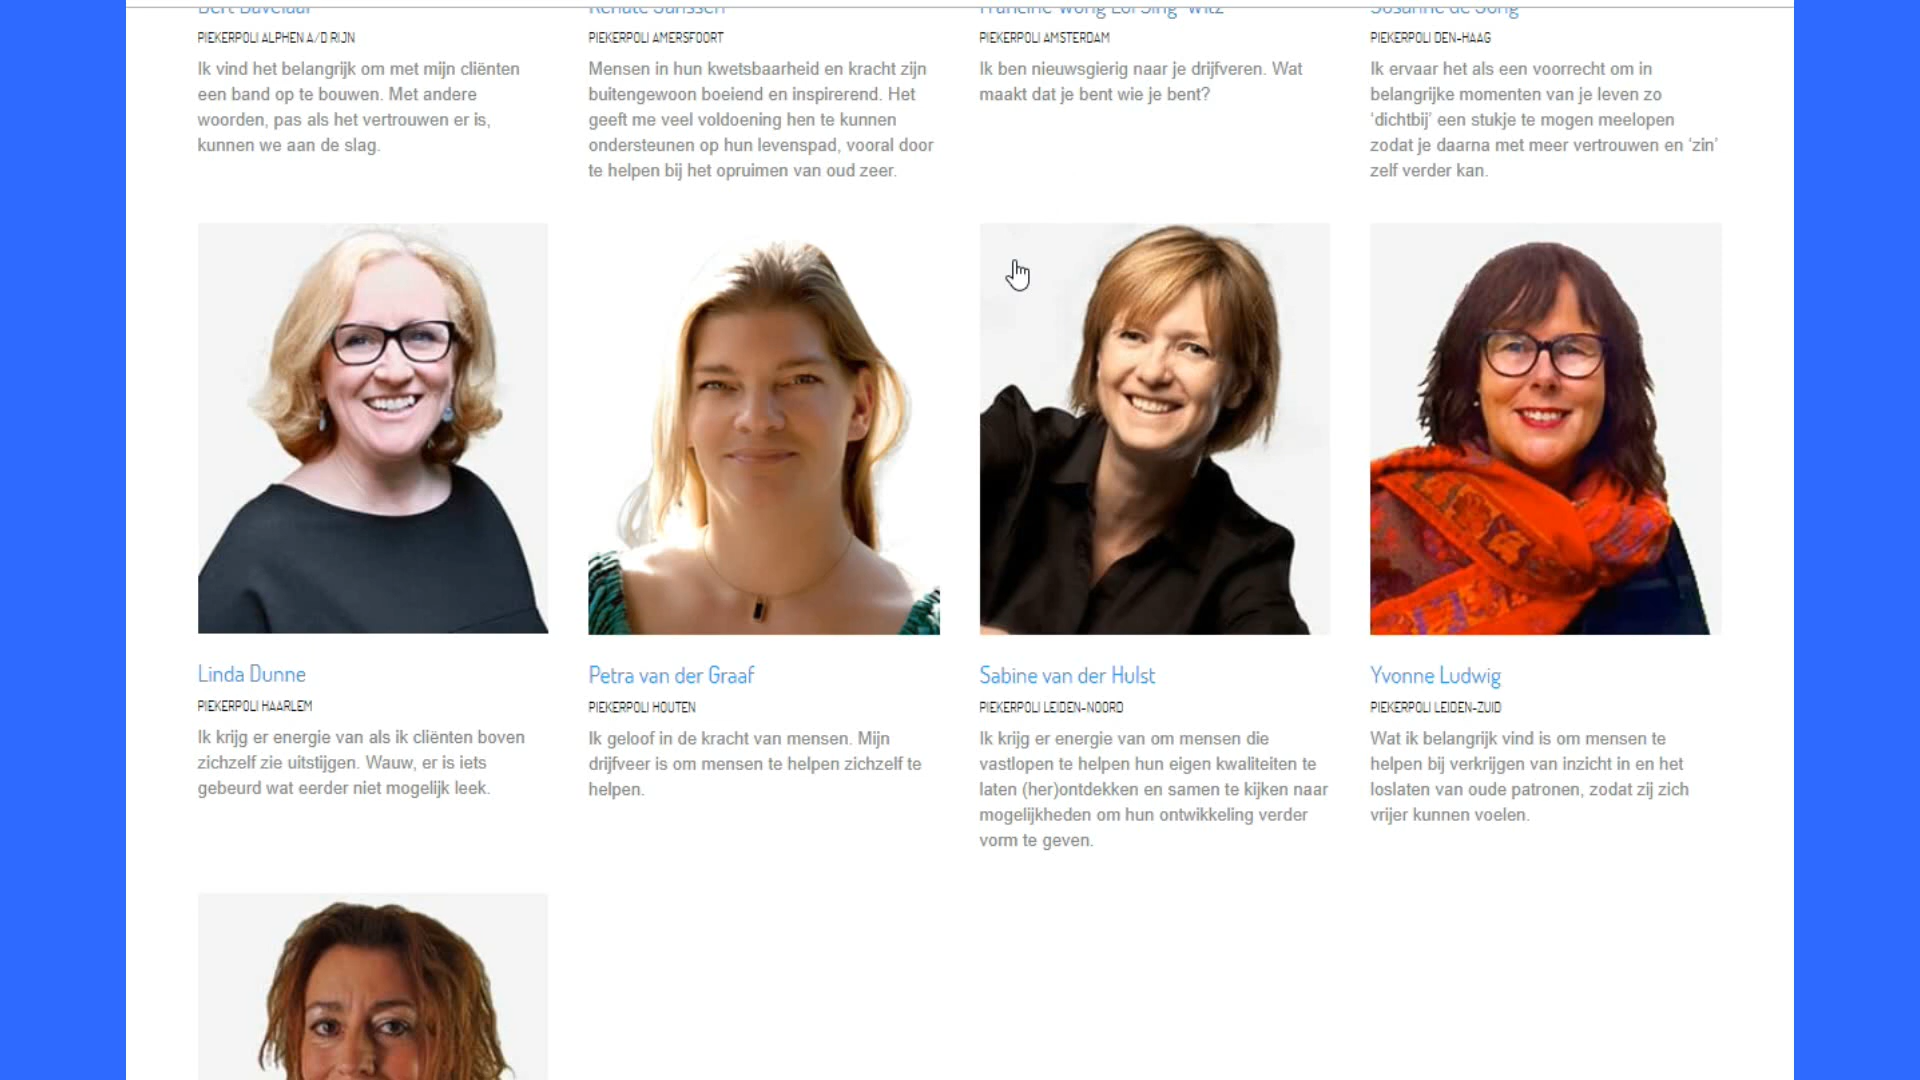 PIEKERPOLI ALPHEN A/D RIJN
Ik vind het belangrijk om met mijn cliënten
een band op te bouwen. Met andere
woorden, pas als het vertrouwen er is,
kunnen we aan de slag.
PIEKERPOLI AMERSFOORT
Mensen in hun kwetsbaarheid en kracht zijn
buitengewoon boeiend en inspirerend. Het
geeft me veel voldoening hen te kunnen
ondersteunen op hun levenspad, vooral door
te helpen bij het opruimen van oud zeer.
PIEKERPOLI AMSTERDAM
Ik ben nieuwsgierig naar je drijfveren. Wat
maakt dat je bent wie je bent?
PIEKERPOLI DEN-HAAG
Ik ervaar het als een voorrecht om in
belangrijke momenten van je leven zo
‘dichtbij’ een stukje te mogen meelopen
zodat je daarna met meer vertrouwen en ‘zin’
zelf verder kan.
Linda Dunne
PIEKERPOLI HAARLEM
Ik krijg er energie van als ik cliënten boven
zichzelf zie uitstijgen. Wauw, er is iets
gebeurd wat eerder niet mogelijk leek.
Petra van der Graaf
PIEKERPOLI HOUTEN
Ik geloof in de kracht van mensen. Mijn
drijfveer is om mensen te helpen zichzelf te
helpen.
Sabine van der Hulst
PIEKERPOLI LEIDEN-NOORD
Ik krijg er energie van om mensen die
vastlopen te helpen hun eigen kwaliteiten te
laten (her)ontdekken en samen te kijken naar
mogelijkheden om hun ontwikkeling verder
vorm te geven.
Yvonne Ludwig
PIEKERPOLI LEIDEN-ZUID
Wat ik belangrijk vind is om mensen te
helpen bij verkrijgen van inzicht in en het
loslaten van oude patronen, zodat zij zich
vrijer kunnen voelen.